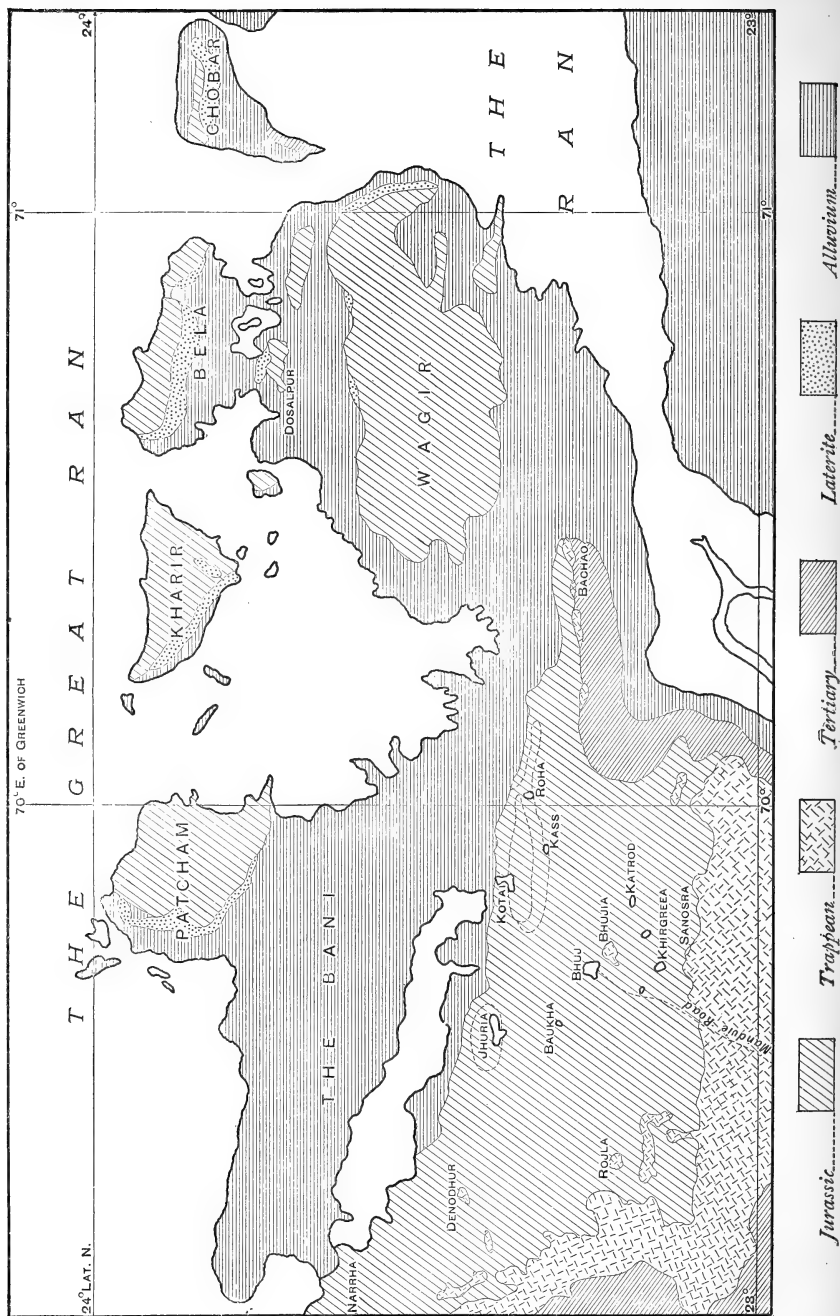 70° E. OF GREENWICH
71°
24° LAT. N.
24°
THE GREAT RAN
PATCHAM
KHARIR
BELA
CHOBAR
THE BANI
DOSALPUR
WAGIR
THE
RAN
NARRHA
DENODHUR
JHURIA
KOTAI
ROHA
KASS
BAUKHA
BACHAO
ROJLA
BHUJ
BHUJIA
KATROD
KHIRGREEA
SANOSRA
Mandvie Road
23°
70°
71°
23°
Jurassic
Trappean
Tertiary
Laterite
Alluvium